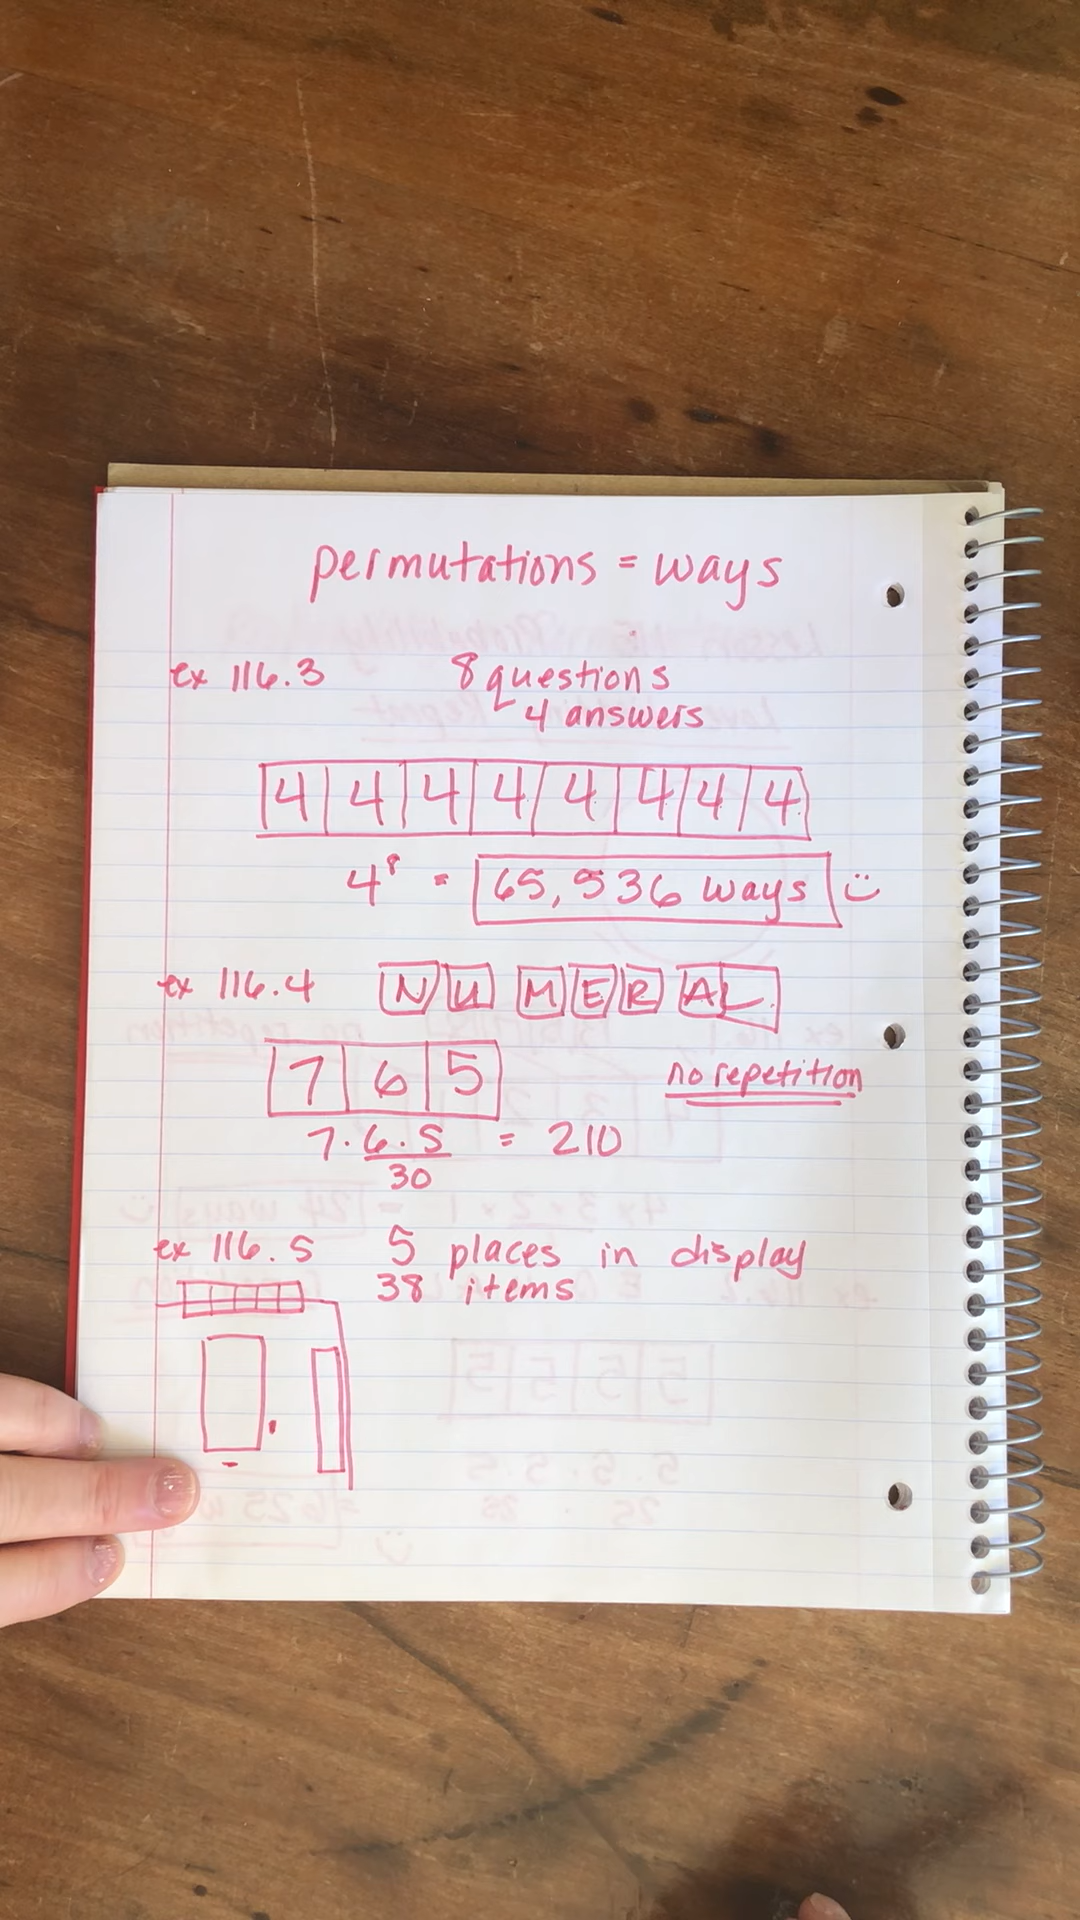 permutations = ways
ex 116.3 8 questions
4 answers
4 4 4 4 4 4 4 4
4⁸ = 65,536 ways
ex 116.4 N U M E R A L
7 6 5 no repetition
7·6·5 = 210
30
ex 116.5 5 places in display
38 items